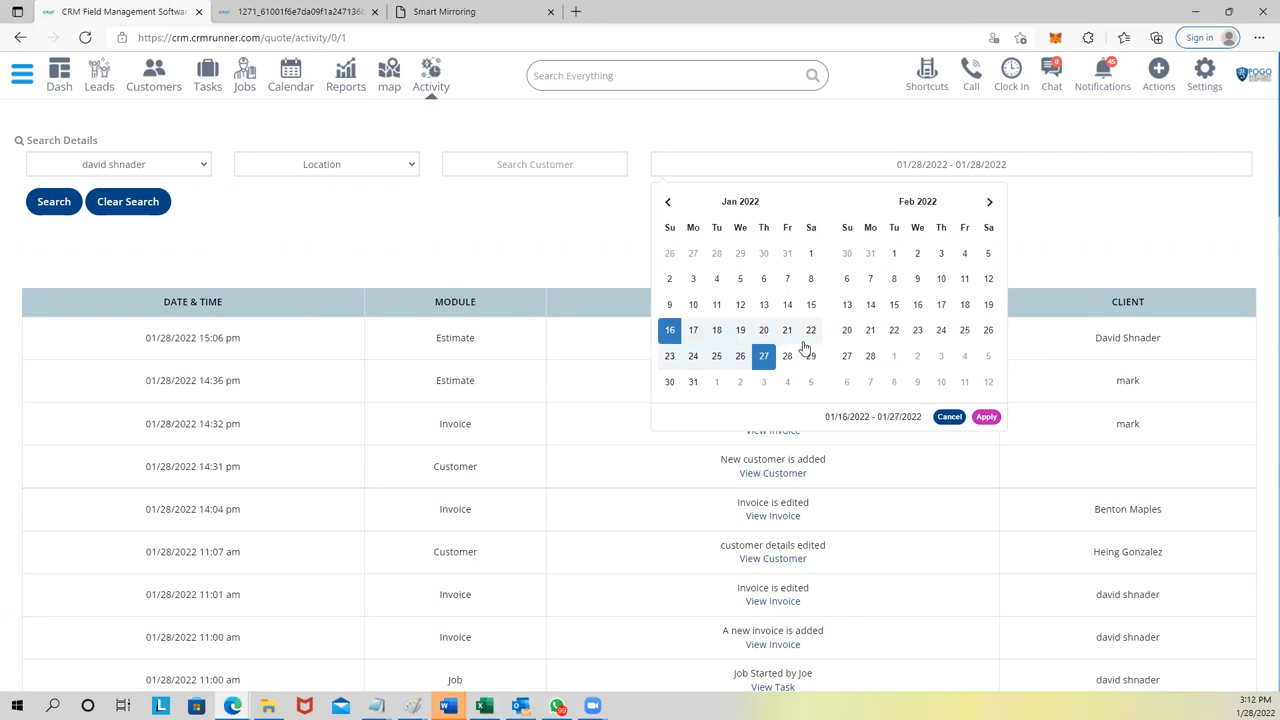 CRM Field Management Softwa
1271_61001f6e7da09f1a247136b
Smart Mirroring
https://crm.crmrunner.com/quote/activity/0/1
Sign in
Dash
Leads
Customers
Tasks
Jobs
Calendar
Reports
map
Activity
Search Everything
Shortcuts
Call
Clock In
0
Chat
45
Notifications
Actions
Settings
POGO
Search Details
david shnader
Location
Search Customer
01/28/2022 - 01/28/2022
Search
Clear Search
Jan 2022
Su Mo Tu We Th Fr Sa
26 27 28 29 30 31 1
2 3 4 5 6 7 8
9 10 11 12 13 14 15
16 17 18 19 20 21 22
23 24 25 26 27 28 29
30 31 1 2 3 4 5
Feb 2022
Su Mo Tu We Th Fr Sa
30 31 1 2 3 4 5
6 7 8 9 10 11 12
13 14 15 16 17 18 19
20 21 22 23 24 25 26
27 28 1 2 3 4 5
6 7 8 9 10 11 12
01/16/2022 - 01/27/2022
Cancel
Apply
DATE & TIME MODULE CLIENT
01/28/2022 15:06 pm Estimate David Shnader
01/28/2022 14:36 pm Estimate mark
01/28/2022 14:32 pm Invoice View Invoice mark
01/28/2022 14:31 pm Customer New customer is added
View Customer
01/28/2022 14:04 pm Invoice Invoice is edited Benton Maples
View Invoice
01/28/2022 11:07 am Customer customer details edited Heing Gonzalez
View Customer
01/28/2022 11:01 am Invoice Invoice is edited david shnader
View Invoice
01/28/2022 11:00 am Invoice A new invoice is added david shnader
View Invoice
01/28/2022 11:00 am Job Job Started by Joe david shnader
View Task
99
3:12 PM
1/28/2022